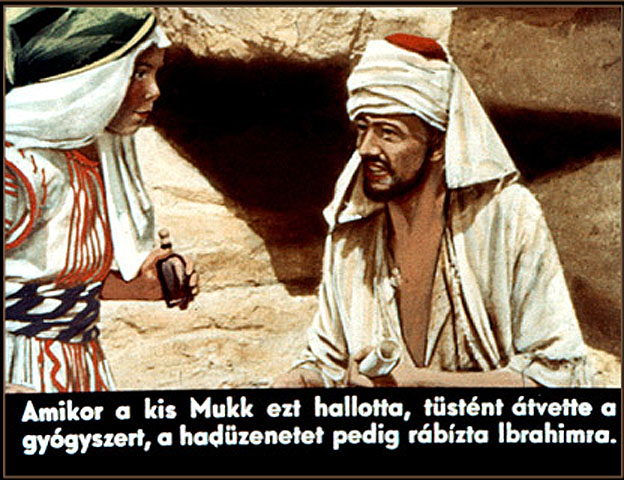 Amikor a kis Mukk ezt hallotta, tüstént átvette a
gyógyszert, a hadüzenetet pedig rábízta Ibrahimra.